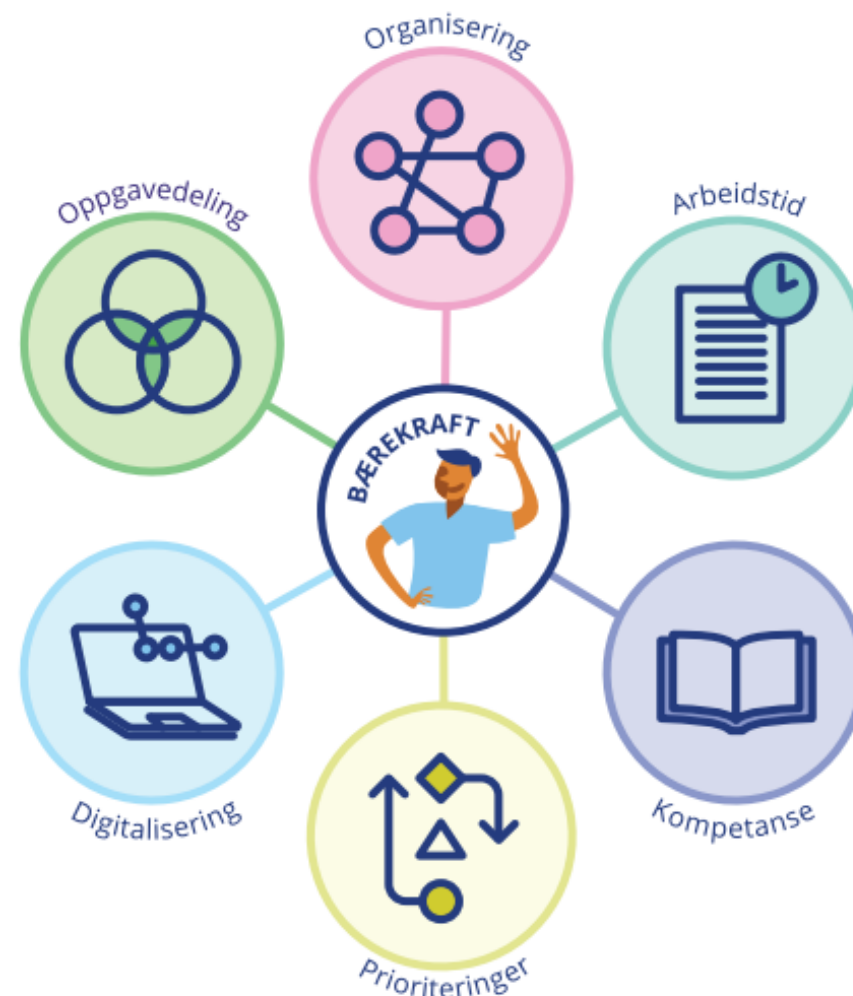 Organisering
Oppgavedeling
Arbeidstid
BÆREKRAFT
Digitalisering
Kompetanse
Prioriteringer